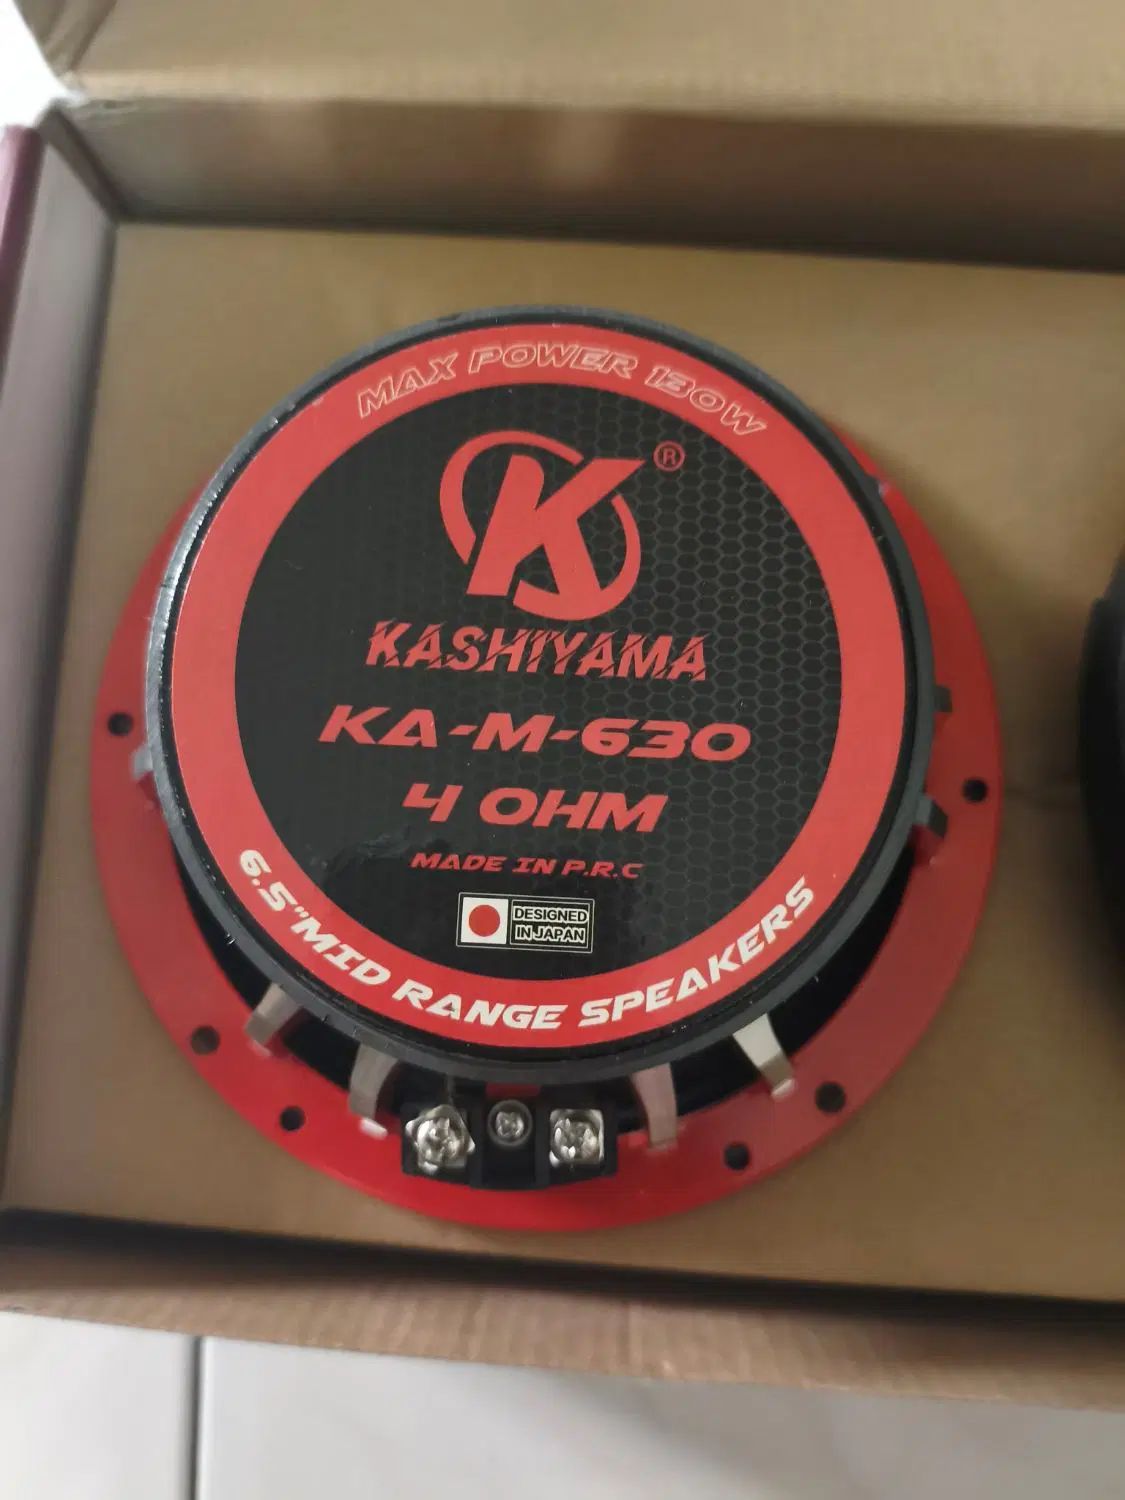 MAX POWER 130W
K®
KASHIYAMA
KA-M-630
4 OHM
MADE IN P.R.C
DESIGNED
IN JAPAN
6.5"MID RANGE SPEAKERS